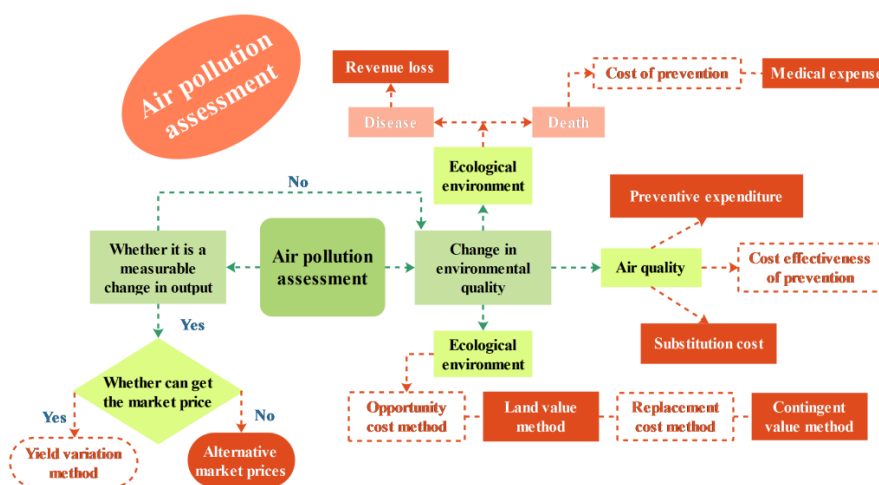 Air pollution
assessment
Revenue loss
Cost of prevention
Medical expense
Disease
Death
Ecological
environment
No
Preventive expenditure
Whether it is a
measurable
change in output
Air pollution
assessment
Change in
environmental
quality
Air quality
Cost effectiveness
of prevention
Yes
Ecological
environment
Substitution cost
Whether can get
the market price
Yes
No
Opportunity
cost method
Land value
method
Replacement
cost method
Contingent
value method
Yield variation
method
Alternative
market prices